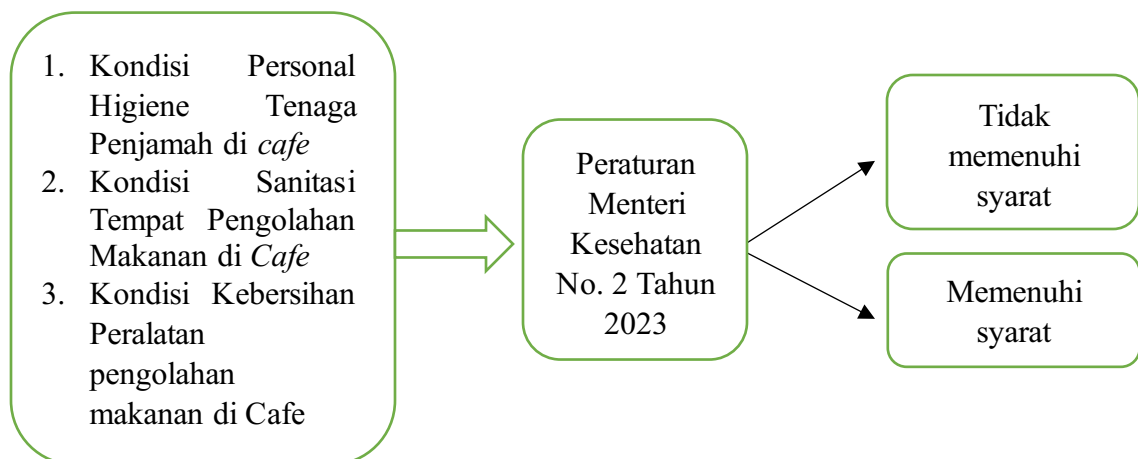 1. Kondisi Personal
Higiene Tenaga
Penjamah di cafe
2. Kondisi Sanitasi
Tempat Pengolahan
Makanan di Cafe
3. Kondisi Kebersihan
Peralatan
pengolahan
makanan di Cafe
Peraturan
Menteri
Kesehatan
No. 2 Tahun
2023
Tidak
memenuhi
syarat
Memenuhi
syarat